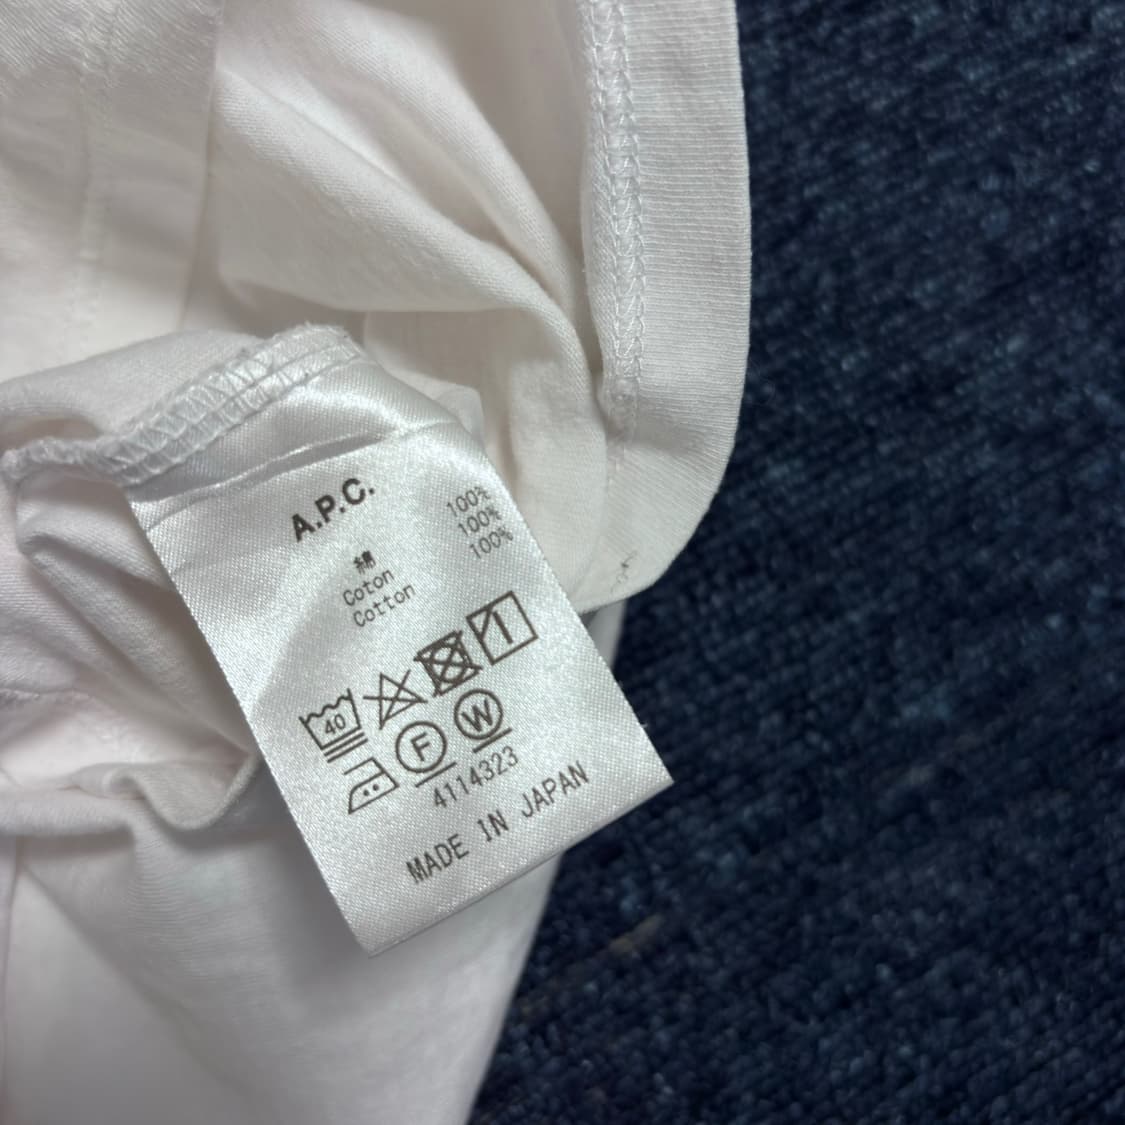 A.P.C.
綿 100%
Coton 100%
Cotton 100%
40
F W
4114323
MADE IN JAPAN